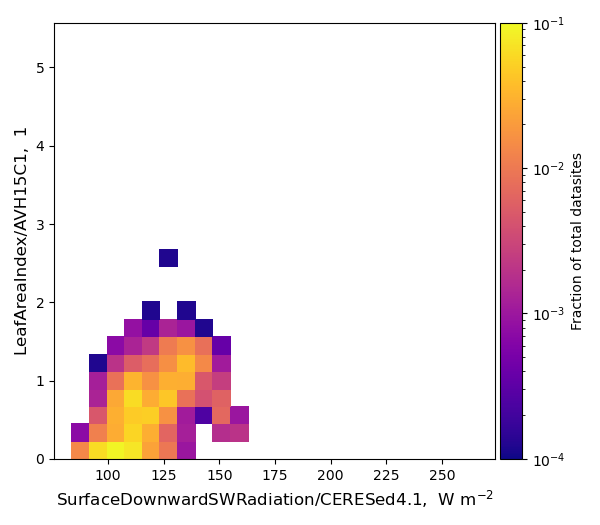 LeafAreaIndex/AVH15C1,  1
5
4
3
2
1
0
100 125 150 175 200 225 250
SurfaceDownwardSWRadiation/CERESed4.1,  W m⁻²
10⁻¹
10⁻²
10⁻³
10⁻⁴
Fraction of total datasites